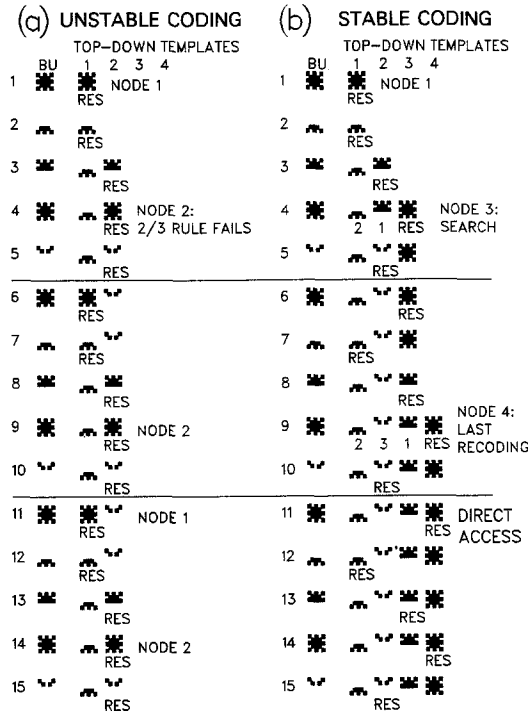 (a) UNSTABLE CODING
TOP-DOWN TEMPLATES
BU 1 2 3 4
1 NODE 1
RES
2
RES
3
RES
4 NODE 2:
RES 2/3 RULE FAILS
5
RES
6
RES
7
RES
8
RES
9 NODE 2
RES
10
RES
11 NODE 1
RES
12
RES
13
RES
14 NODE 2
RES
15
RES
(b) STABLE CODING
TOP-DOWN TEMPLATES
BU 1 2 3 4
1 NODE 1
RES
2
RES
3
RES
4 NODE 3:
2 1 RES SEARCH
5
RES
6
RES
7
RES
8
RES
9 NODE 4:
LAST
2 3 1 RES RECODING
10
RES
11 DIRECT
RES ACCESS
12
RES
13
RES
14
RES
15
RES